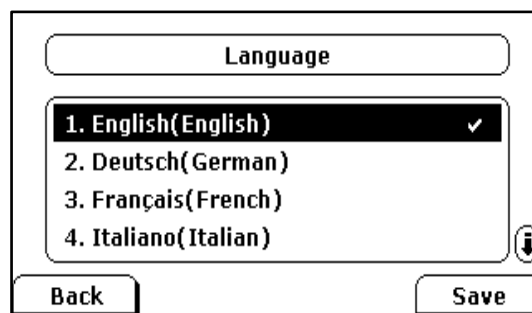 Language
1. English(English)
2. Deutsch(German)
3. Français(French)
4. Italiano(Italian)
Back
Save